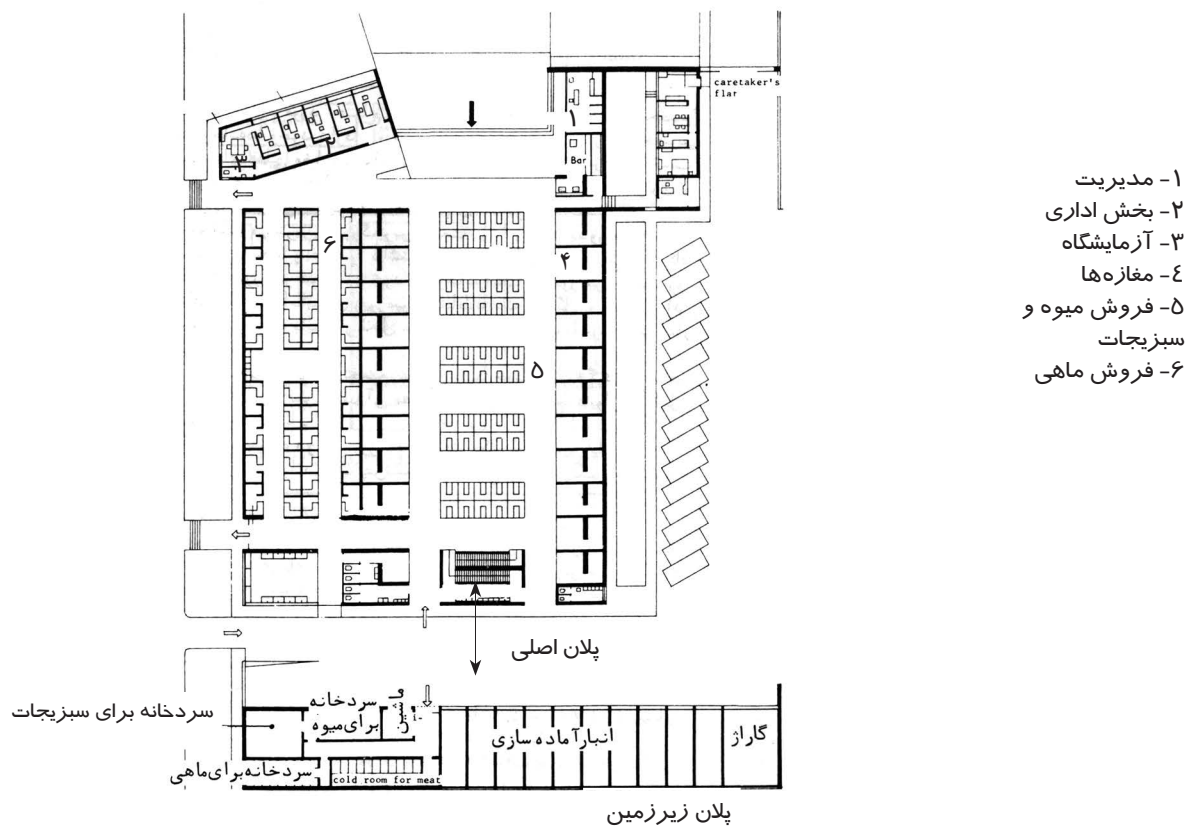 caretaker's
flat
۱
Bar
۶
۴
۵
۱- مدیریت
۲- بخش اداری
۳- آزمایشگاه
٤- مغازه‌ها
۵- فروش میوه و
سبزیجات
۶- فروش ماهی
پلان اصلی
سردخانه برای سبزیجات
سردخانه
برای میوه
ماشین
انبار آماده سازی
گاراژ
سردخانه برای ماهی
cold room for meat
پلان زیرزمین